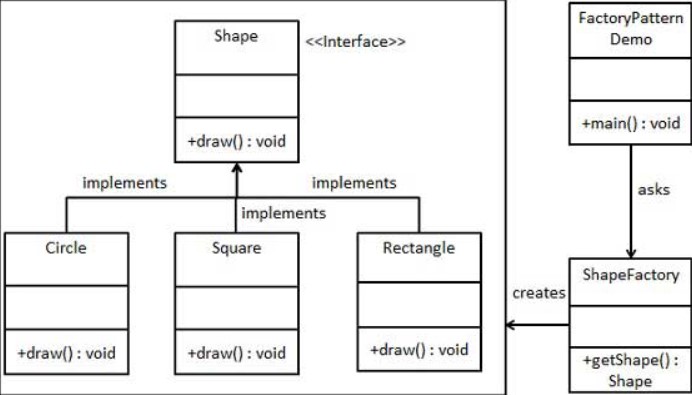 Shape
<<Interface>>
+draw() : void
implements
implements
implements
Circle
+draw() : void
Square
+draw() : void
Rectangle
+draw() : void
FactoryPattern
Demo
+main() : void
asks
ShapeFactory
+getShape() :
Shape
creates